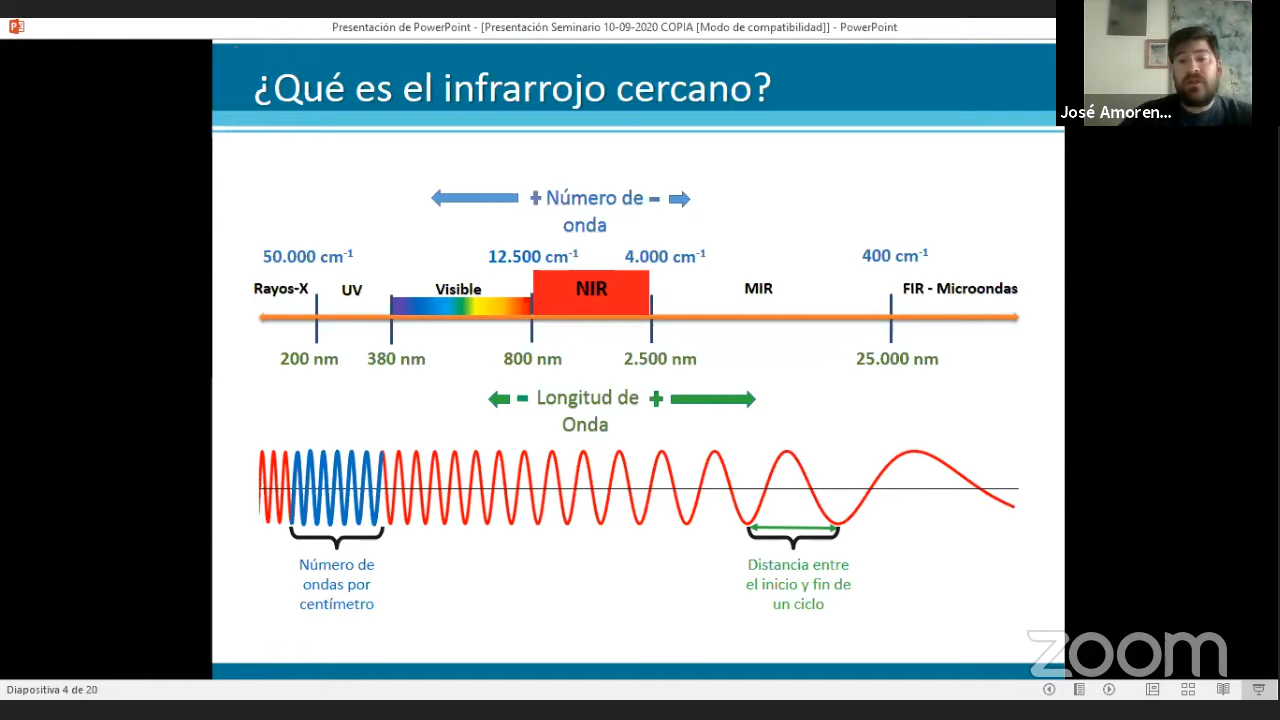 Presentación de PowerPoint - [Presentación Seminario 10-09-2020 COPIA [Modo de compatibilidad]] - PowerPoint
José Amoren...
¿Qué es el infrarrojo cercano?
+ Número de -
onda
50.000 cm-1 12.500 cm-1 4.000 cm-1 400 cm-1
Rayos-X UV Visible NIR MIR FIR - Microondas
200 nm 380 nm 800 nm 2.500 nm 25.000 nm
- Longitud de +
Onda
Número de
ondas por
centímetro
Distancia entre
el inicio y fin de
un ciclo
zoom
Diapositiva 4 de 20